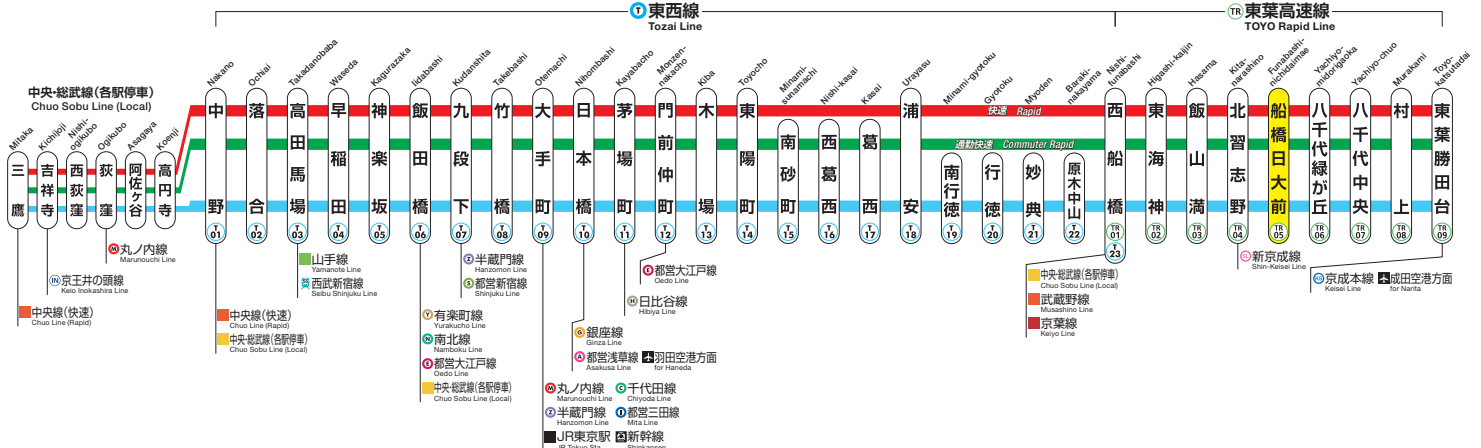 T 東西線
Tozai Line
TR 東葉高速線
TOYO Rapid Line
中央・総武線(各駅停車)
Chuo Sobu Line (Local)
Mitaka
三鷹
Kichijoji
吉祥寺
Nishi-ogikubo
西荻窪
Ogikubo
荻窪
Asagaya
阿佐ヶ谷
Koenji
高円寺
Nakano
中野
T 01
Ochiai
落合
T 02
Takadanobaba
高田馬場
T 03
Waseda
早稲田
T 04
Kagurazaka
神楽坂
T 05
Iidabashi
飯田橋
T 06
Kudanshita
九段下
T 07
Takebashi
竹橋
T 08
Otemachi
大手町
T 09
Nihombashi
日本橋
T 10
Kayabacho
茅場町
T 11
Monzen-nakacho
門前仲町
T 12
Kiba
木場
T 13
Toyocho
東陽町
T 14
Minami-sunamachi
南砂町
T 15
Nishi-kasai
西葛西
T 16
Kasai
葛西
T 17
Urayasu
浦安
T 18
快速 Rapid
通勤快速 Commuter Rapid
Minami-gyotoku
南行徳
T 19
Gyotoku
行徳
T 20
Myoden
妙典
T 21
Baraki-nakayama
原木中山
T 22
Nishi-funabashi
西船橋
TR 01
T 23
Higashi-kaijin
東海神
TR 02
Hasama
飯山満
TR 03
Kita-narashino
北習志野
TR 04
Funabashi-nichidaimae
船橋日大前
TR 05
Yachiyo-midorigaoka
八千代緑が丘
TR 06
Yachiyo-chuo
八千代中央
TR 07
Murakami
村上
TR 08
Toyo-katsutadai
東葉勝田台
TR 09
中央線(快速)
Chuo Line (Rapid)
IN 京王井の頭線
Keio Inokashira Line
M 丸ノ内線
Marunouchi Line
中央線(快速)
Chuo Line (Rapid)
中央・総武線(各駅停車)
Chuo Sobu Line (Local)
山手線
Yamanote Line
西武新宿線
Seibu Shinjuku Line
Y 有楽町線
Yurakucho Line
N 南北線
Namboku Line
E 都営大江戸線
Oedo Line
中央・総武線(各駅停車)
Chuo Sobu Line (Local)
Z 半蔵門線
Hanzomon Line
S 都営新宿線
Shinjuku Line
M 丸ノ内線
Marunouchi Line
C 千代田線
Chiyoda Line
Z 半蔵門線
Hanzomon Line
I 都営三田線
Mita Line
JR東京駅
JR Tokyo Sta.
新幹線
Shinkansen
G 銀座線
Ginza Line
A 都営浅草線
Asakusa Line
羽田空港方面
for Haneda
H 日比谷線
Hibiya Line
E 都営大江戸線
Oedo Line
中央・総武線(各駅停車)
Chuo Sobu Line (Local)
武蔵野線
Musashino Line
京葉線
Keiyo Line
SL 新京成線
Shin-Keisei Line
KS 京成本線
Keisei Line
成田空港方面
for Narita